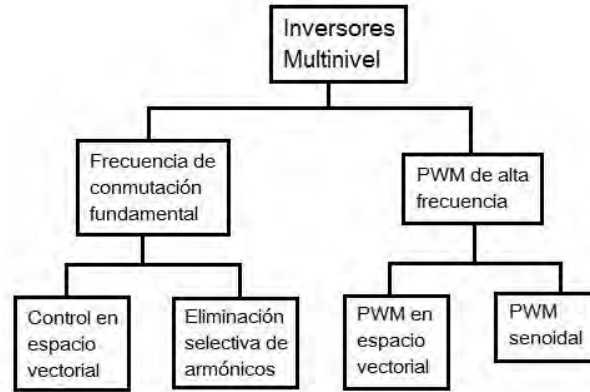 Inversores
Multinivel
Frecuencia de
conmutación
fundamental
PWM de alta
frecuencia
Control en
espacio
vectorial
Eliminación
selectiva de
armónicos
PWM en
espacio
vectorial
PWM
senoidal